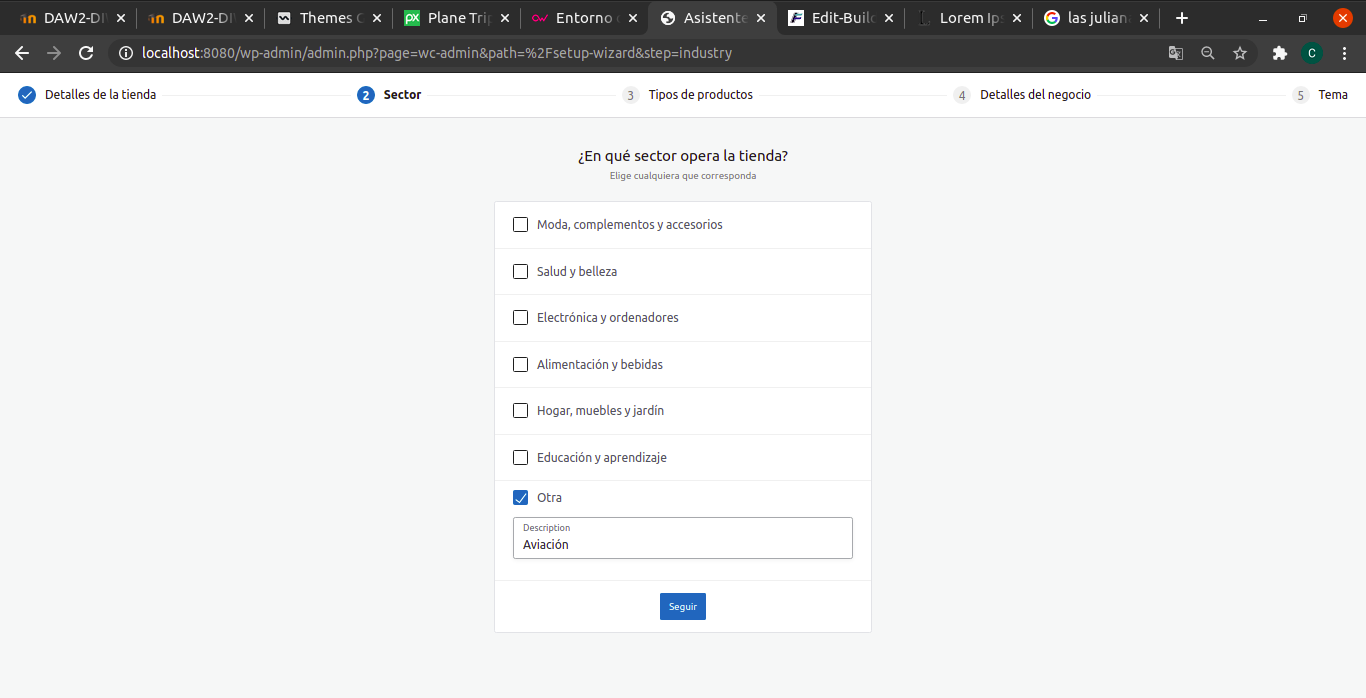 DAW2-DI
DAW2-DI
Themes C
Plane Trip
Entorno
Asistente
Edit-Build
Lorem Ips
las julian
localhost:8080/wp-admin/admin.php?page=wc-admin&path=%2Fsetup-wizard&step=industry
C
Detalles de la tienda
2 Sector
3 Tipos de productos
4 Detalles del negocio
5 Tema
¿En qué sector opera la tienda?
Elige cualquiera que corresponda
Moda, complementos y accesorios
Salud y belleza
Electrónica y ordenadores
Alimentación y bebidas
Hogar, muebles y jardín
Educación y aprendizaje
Otra
Description
Aviación
Seguir